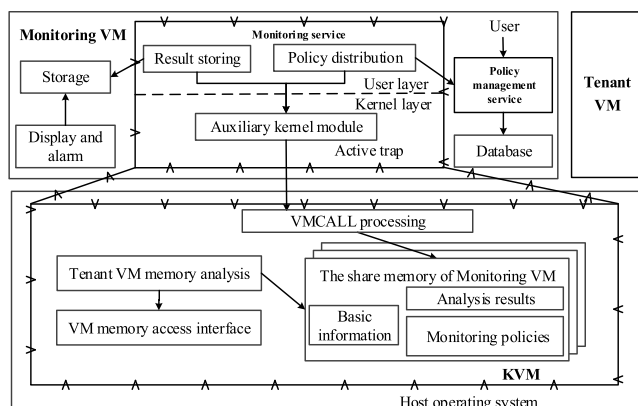 Monitoring VM
Monitoring service
User
Result storing
Policy distribution
Storage
Policy
management
service
Tenant
VM
User layer
Kernel layer
Display and
alarm
Auxiliary kernel module
Active trap
Database
VMCALL processing
Tenant VM memory analysis
The share memory of Monitoring VM
Analysis results
Basic
information
VM memory access interface
Monitoring policies
KVM
Host operating system